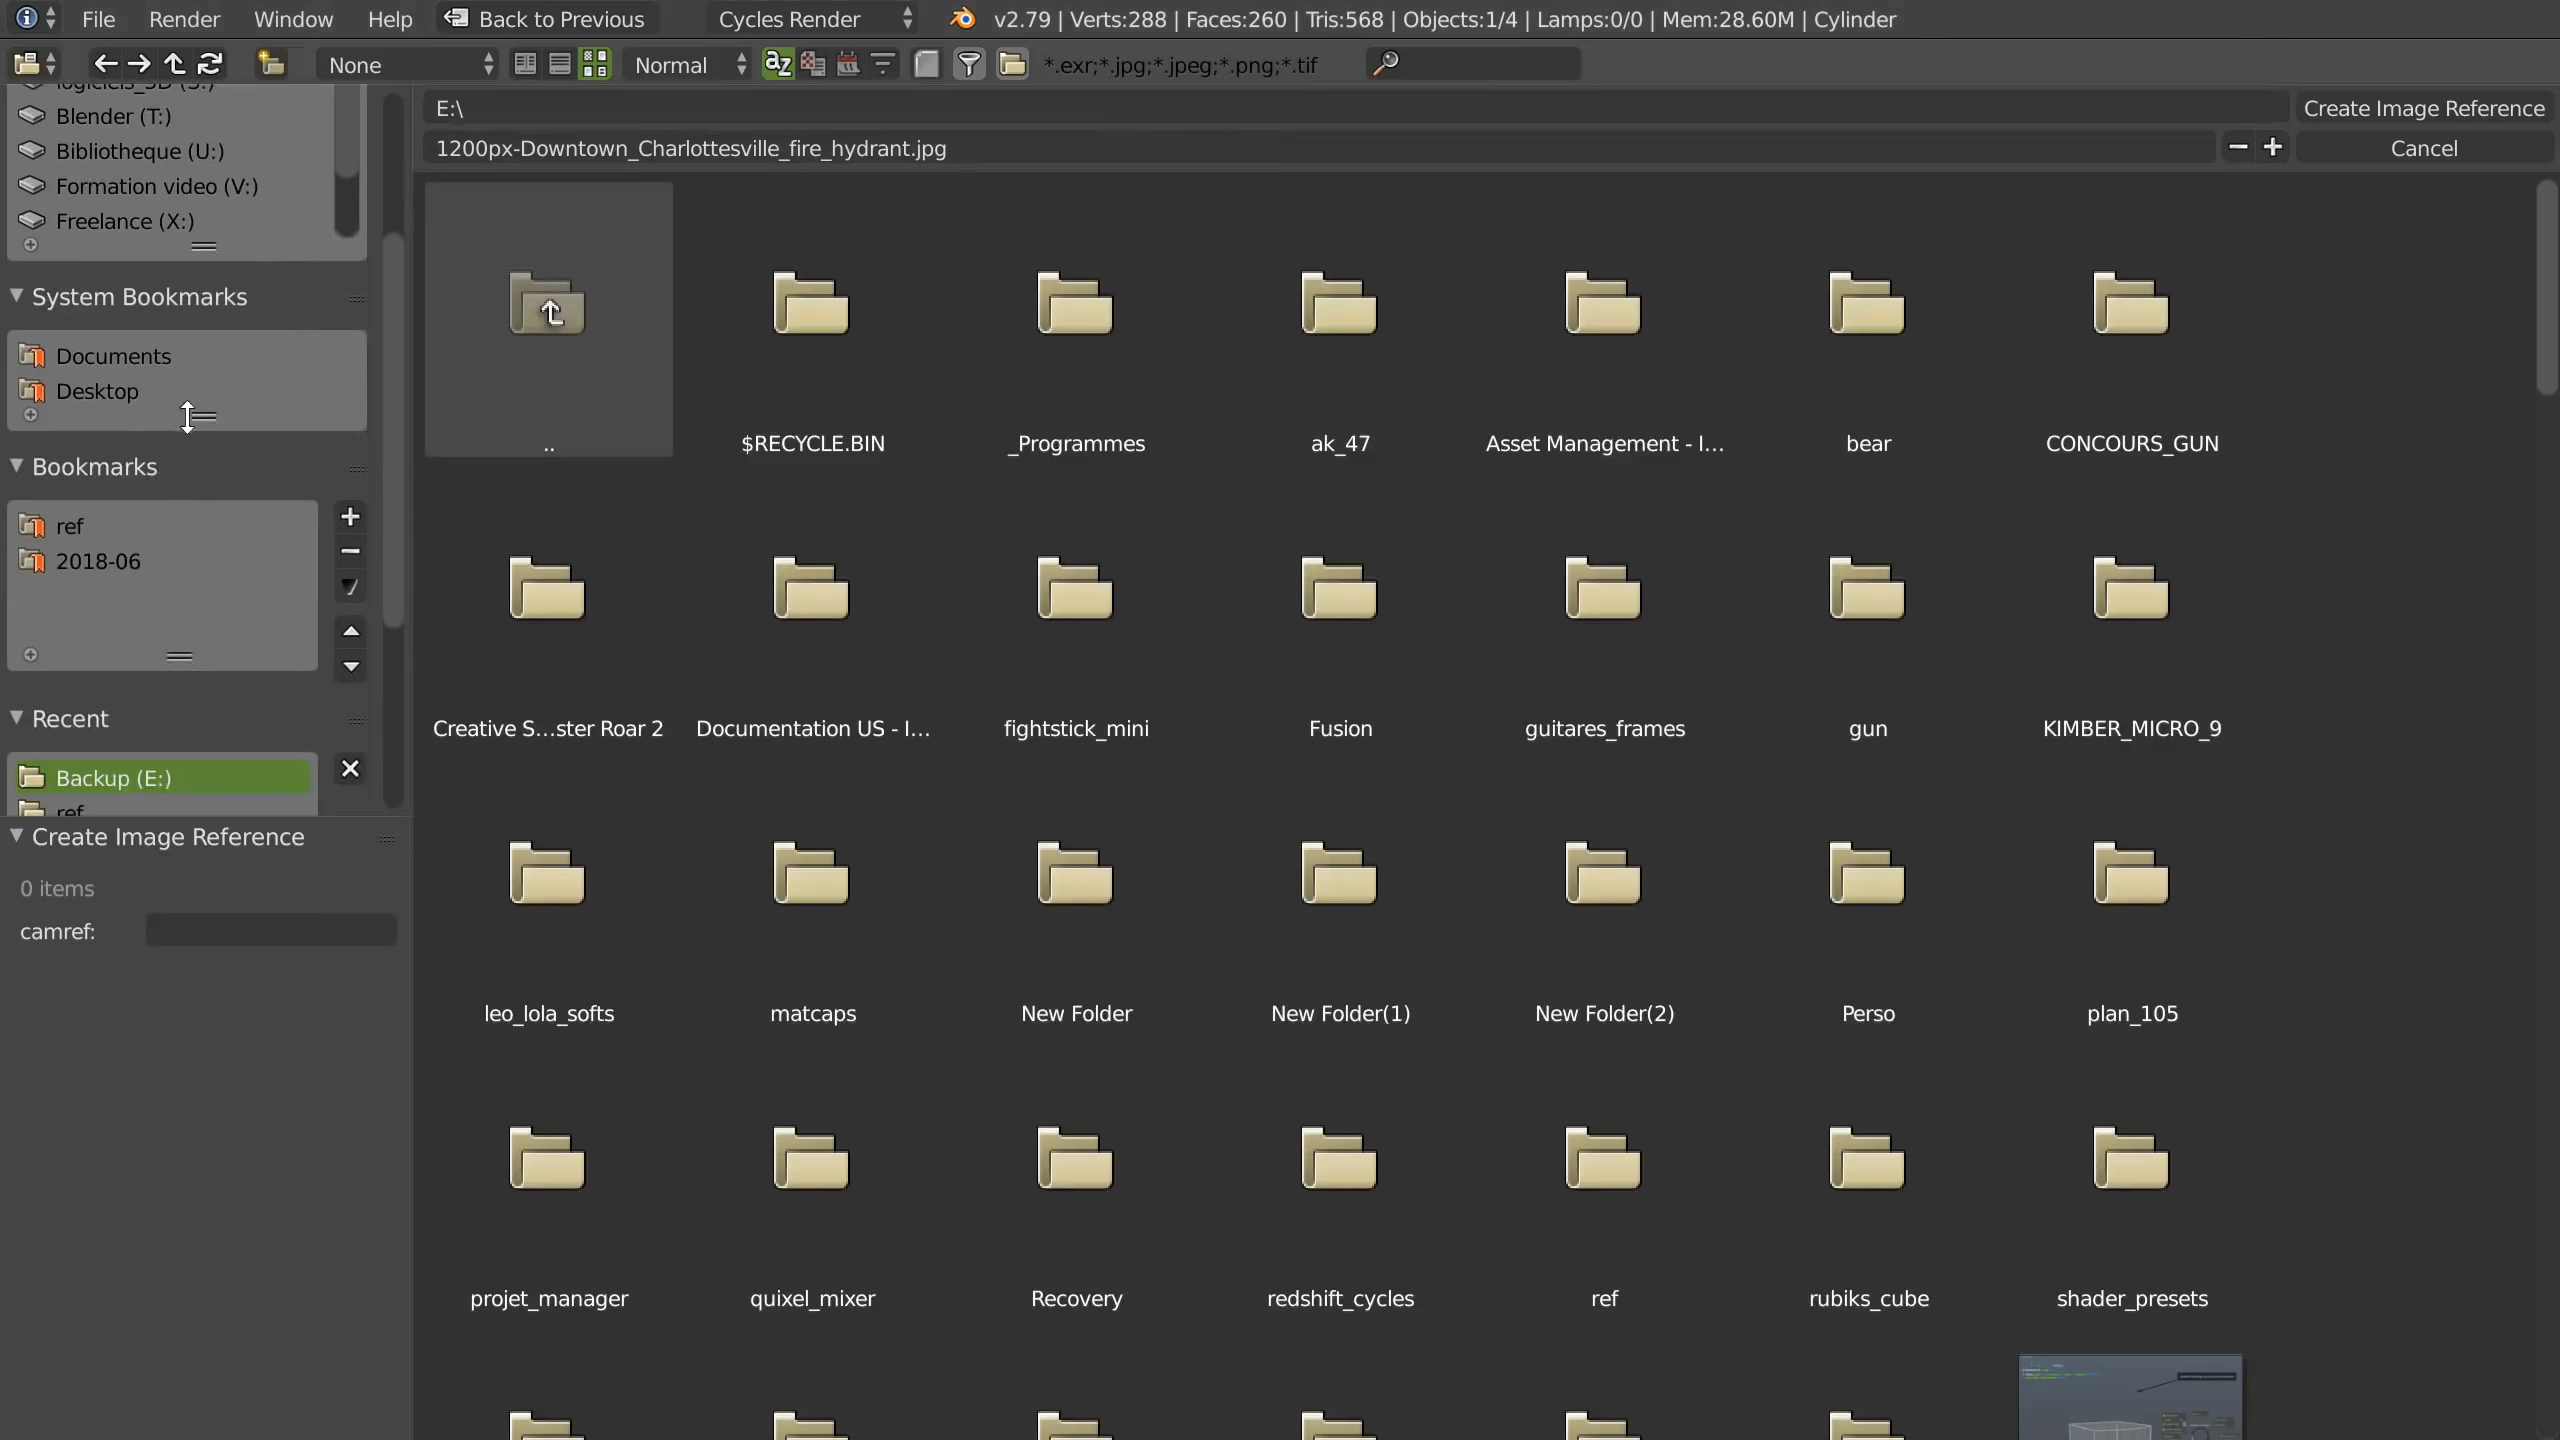 File Render Window Help Back to Previous Cycles Render v2.79 | Verts:288 | Faces:260 | Tris:568 | Objects:1/4 | Lamps:0/0 | Mem:28.60M | Cylinder
None Normal *.exr;*.jpg;*.jpeg;*.png;*.tif
Blender (T:)
Bibliotheque (U:)
Formation video (V:)
Freelance (X:)
System Bookmarks
Documents
Desktop
Bookmarks
ref
2018-06
Recent
Backup (E:)
ref
Create Image Reference
0 items
camref:
E:\ Create Image Reference
1200px-Downtown_Charlottesville_fire_hydrant.jpg Cancel
.. $RECYCLE.BIN _Programmes ak_47 Asset Management - I... bear CONCOURS_GUN
Creative S...ster Roar 2 Documentation US - I... fightstick_mini Fusion guitares_frames gun KIMBER_MICRO_9
leo_lola_softs matcaps New Folder New Folder(1) New Folder(2) Perso plan_105
projet_manager quixel_mixer Recovery redshift_cycles ref rubiks_cube shader_presets